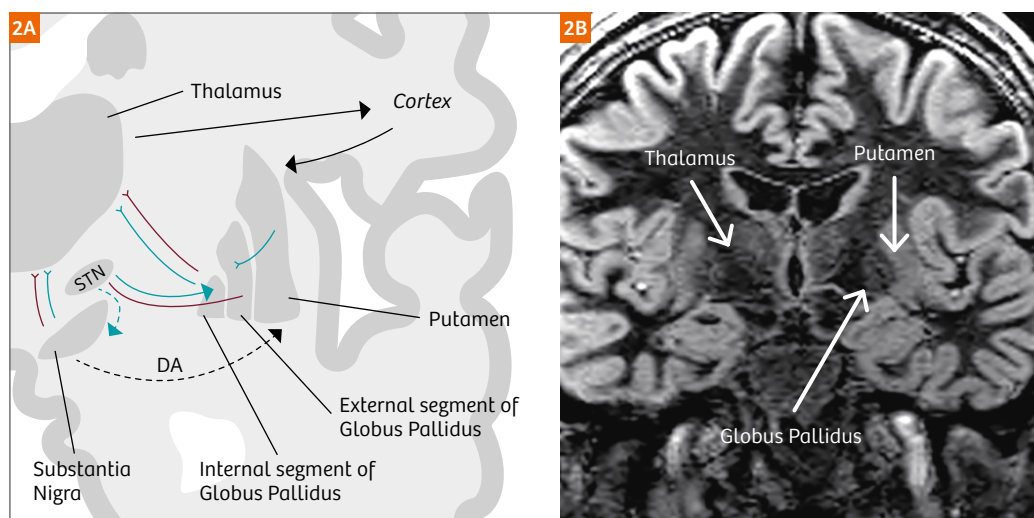 2A
Thalamus
Cortex
STN
Putamen
DA
External segment of
Globus Pallidus
Substantia
Nigra
Internal segment of
Globus Pallidus
2B
Thalamus
Putamen
Globus Pallidus